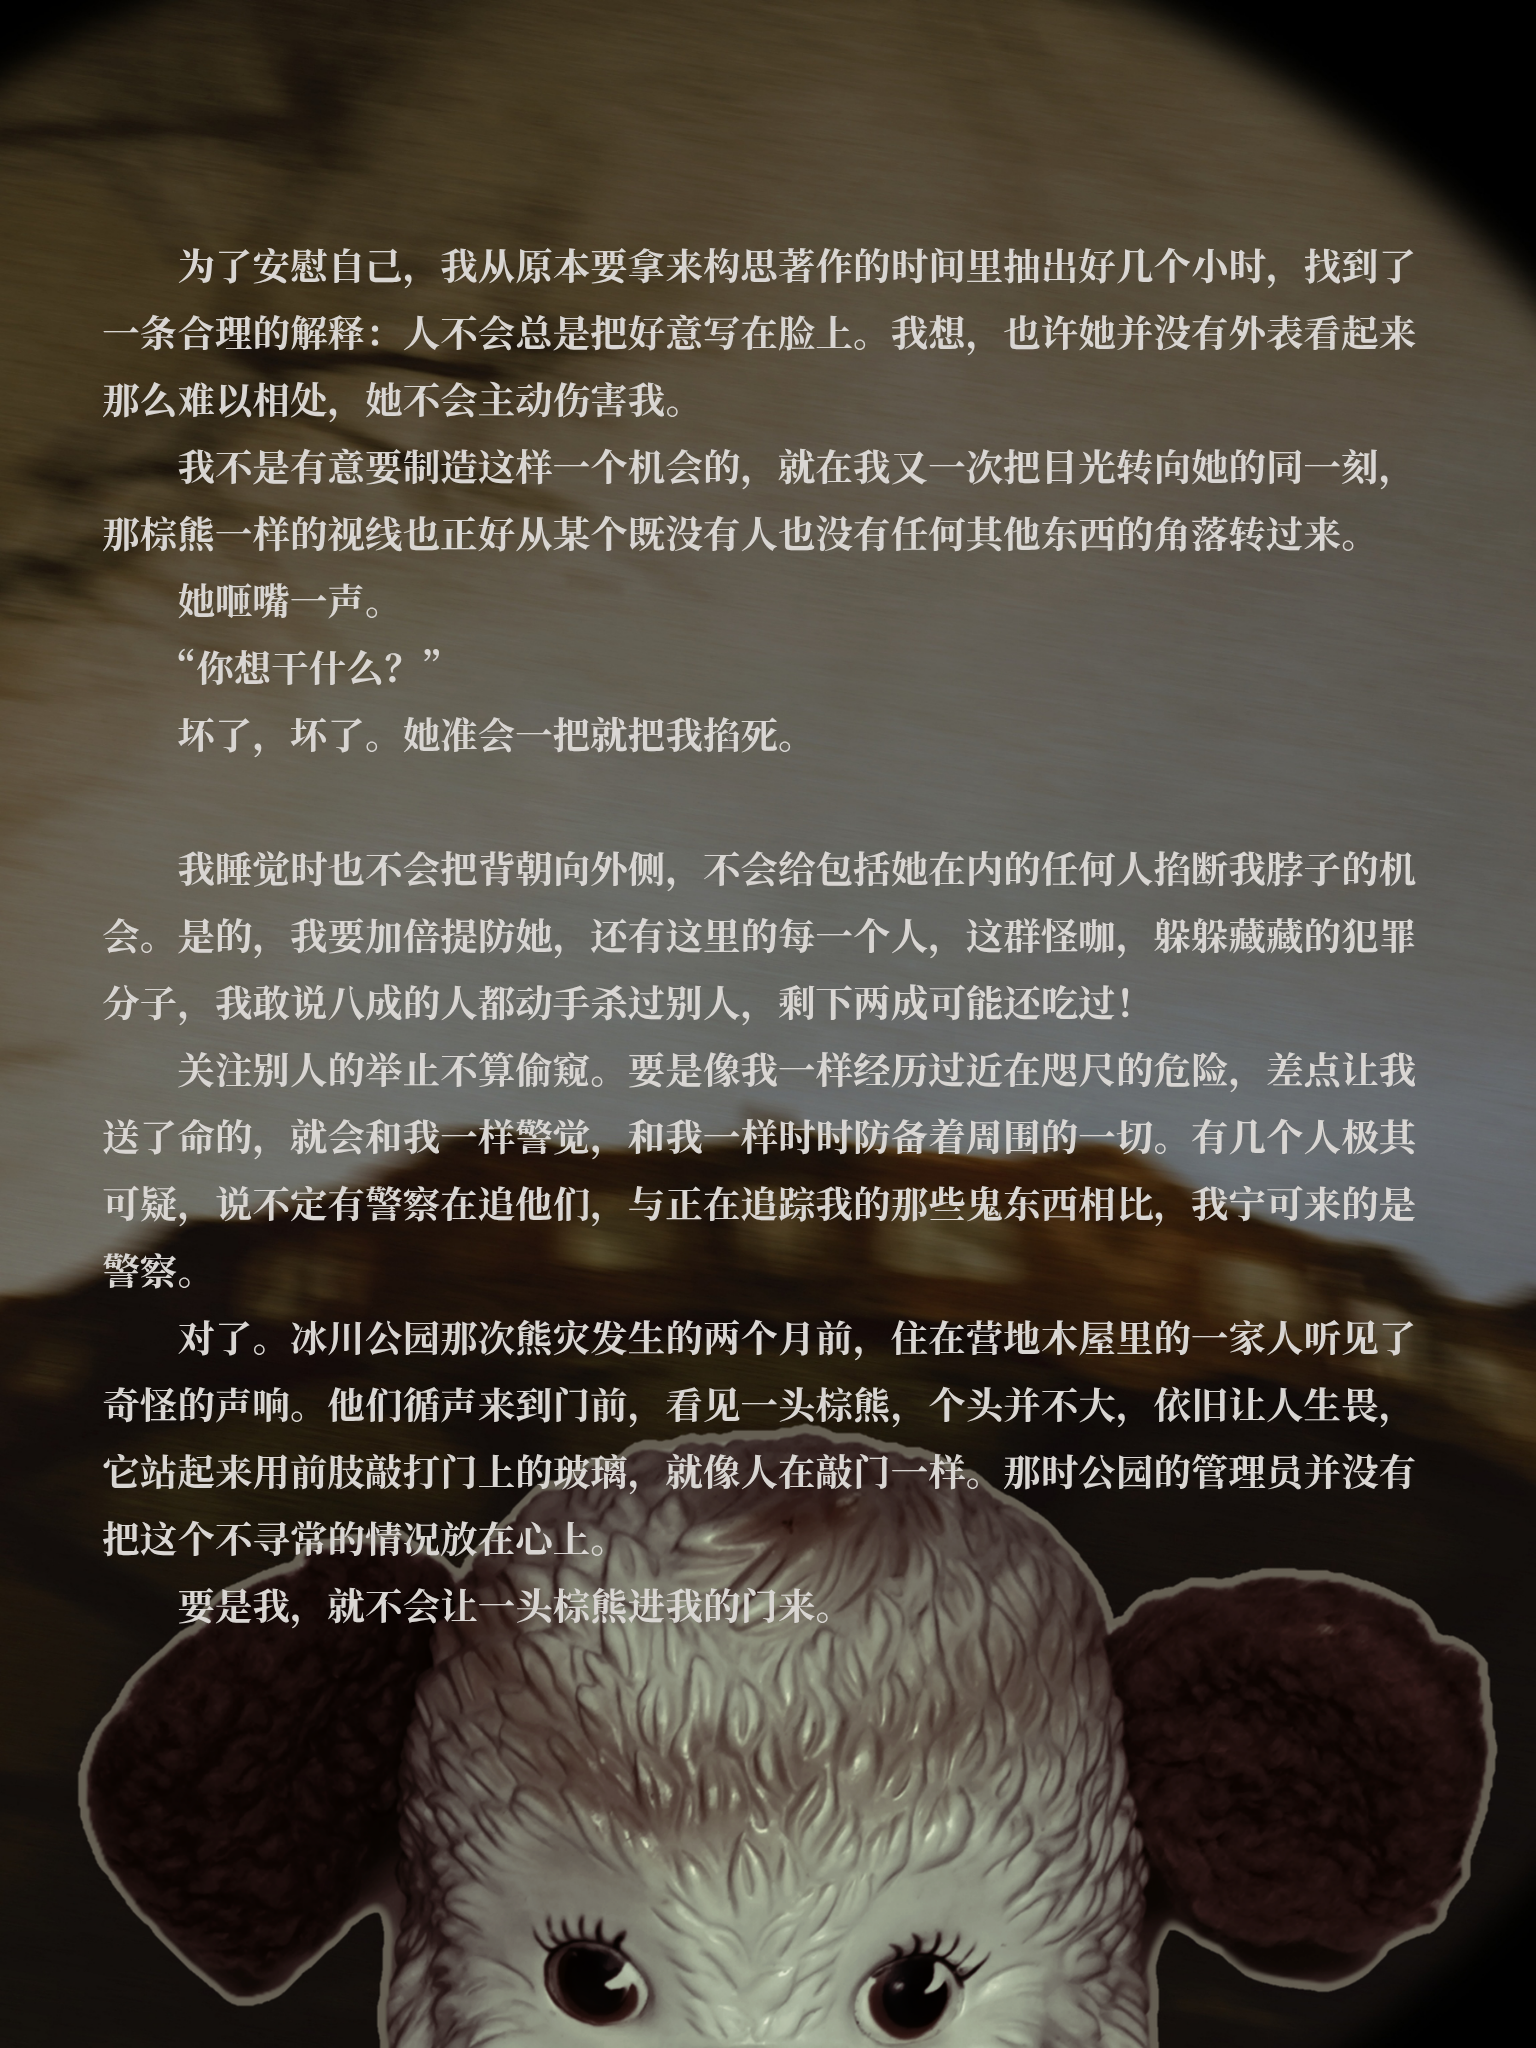 为了安慰自己，我从原本要拿来构思著作的时间里抽出好几个小时，找到了
一条合理的解释：人不会总是把好意写在脸上。我想，也许她并没有外表看起来
那么难以相处，她不会主动伤害我。
我不是有意要制造这样一个机会的，就在我又一次把目光转向她的同一刻，
那棕熊一样的视线也正好从某个既没有人也没有任何其他东西的角落转过来。
她咂嘴一声。
“你想干什么？”
坏了，坏了。她准会一把就把我掐死。
我睡觉时也不会把背朝向外侧，不会给包括她在内的任何人掐断我脖子的机
会。是的，我要加倍提防她，还有这里的每一个人，这群怪咖，躲躲藏藏的犯罪
分子，我敢说八成的人都动手杀过别人，剩下两成可能还吃过！
关注别人的举止不算偷窥。要是像我一样经历过近在咫尺的危险，差点让我
送了命的，就会和我一样警觉，和我一样时时防备着周围的一切。有几个人极其
可疑，说不定有警察在追他们，与正在追踪我的那些鬼东西相比，我宁可来的是
警察。
对了。冰川公园那次熊灾发生的两个月前，住在营地木屋里的一家人听见了
奇怪的声响。他们循声来到门前，看见一头棕熊，个头并不大，依旧让人生畏，
它站起来用前肢敲打门上的玻璃，就像人在敲门一样。那时公园的管理员并没有
把这个不寻常的情况放在心上。
要是我，就不会让一头棕熊进我的门来。